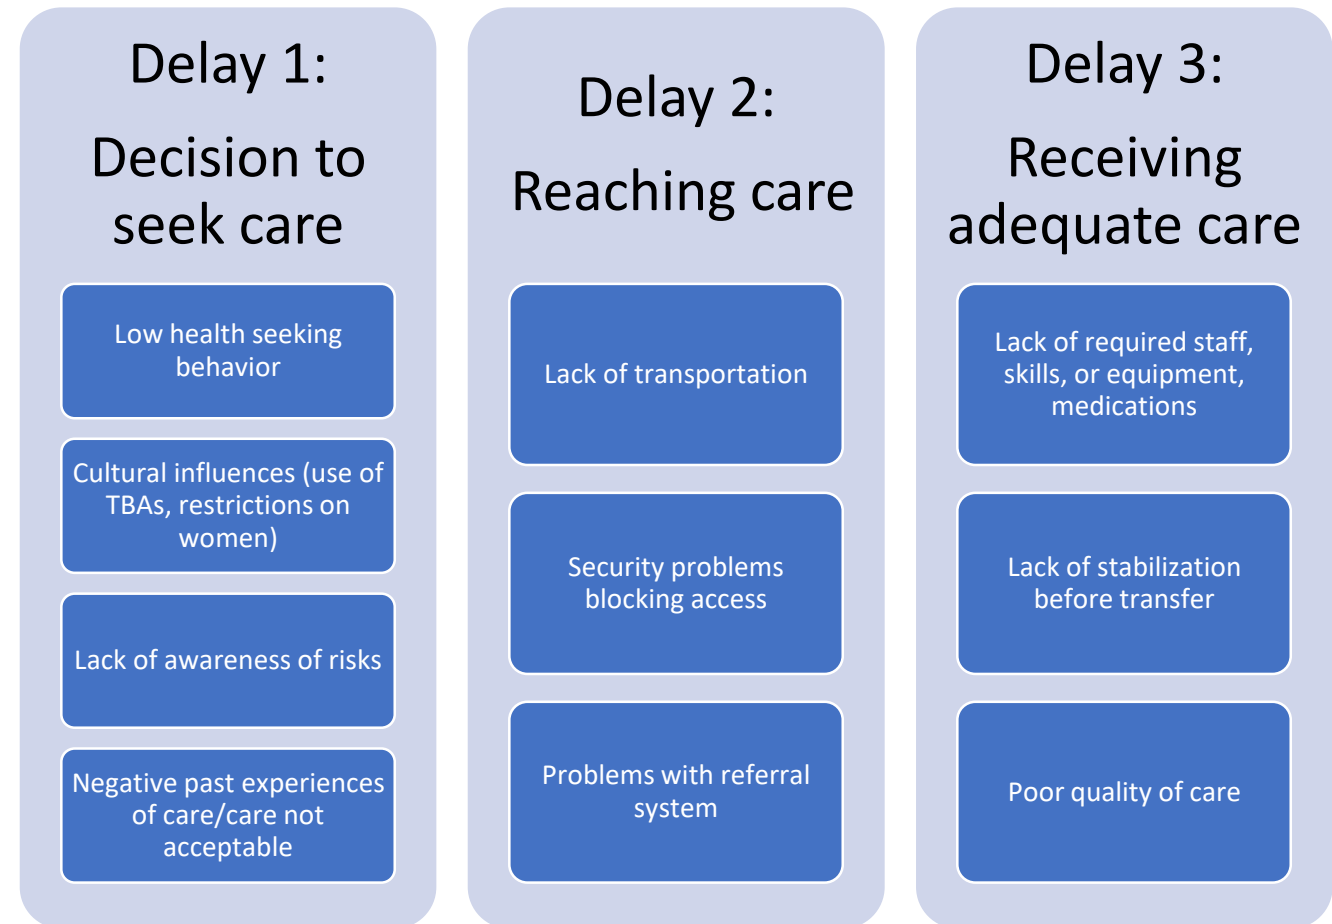 Delay 1:
Decision to
seek care
Low health seeking
behavior
Cultural influences (use of
TBAs, restrictions on
women)
Lack of awareness of risks
Negative past experiences
of care/care not
acceptable
Delay 2:
Reaching care
Lack of transportation
Security problems
blocking access
Problems with referral
system
Delay 3:
Receiving
adequate care
Lack of required staff,
skills, or equipment,
medications
Lack of stabilization
before transfer
Poor quality of care